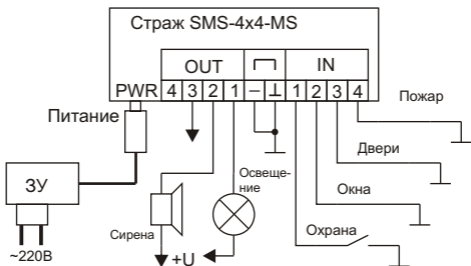 Страж SMS-4x4-MS
OUT IN
PWR 4 3 2 1 – ⊥ 1 2 3 4
Пожар
Питание
Двери
ЗУ
Освеще-
ние
Окна
Сирена
Охрана
~220В
+U